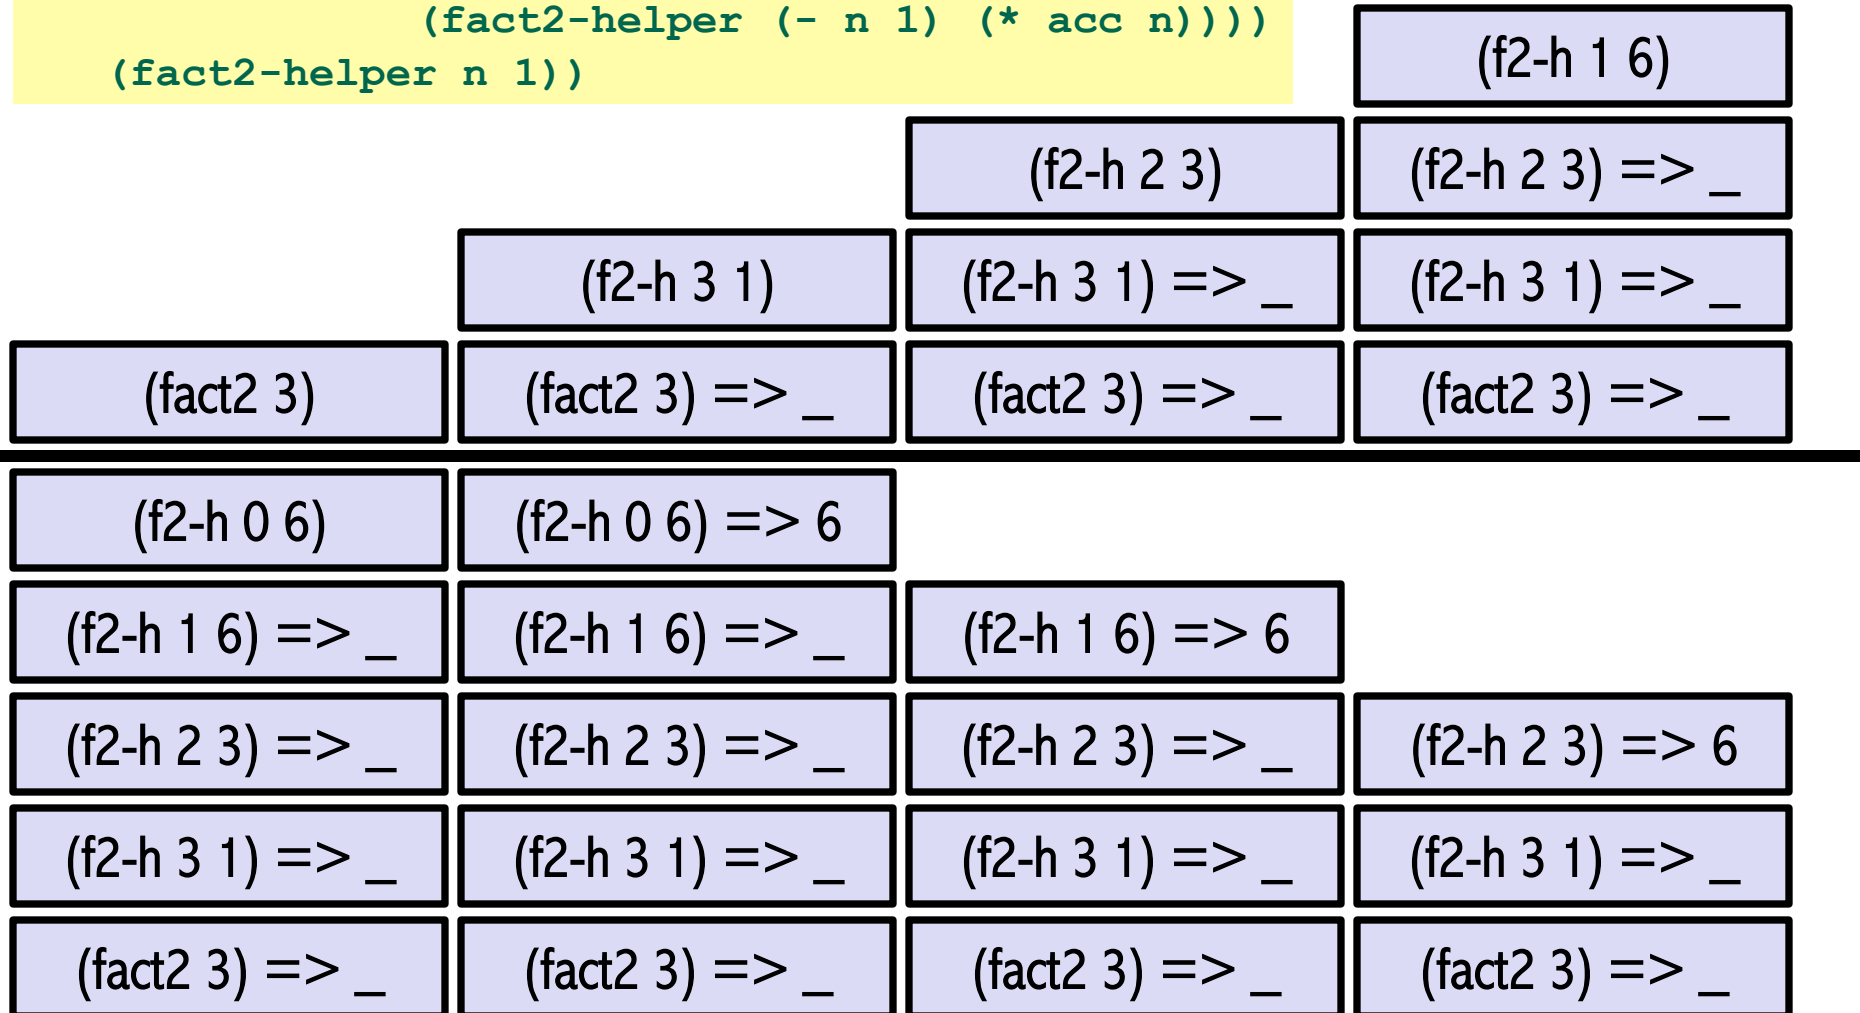 (fact2-helper (- n 1) (* acc n))))
(fact2-helper n 1))
(f2-h 1 6)
(f2-h 2 3) (f2-h 2 3) => _
(f2-h 3 1) (f2-h 3 1) => _ (f2-h 3 1) => _
(fact2 3) (fact2 3) => _ (fact2 3) => _ (fact2 3) => _
(f2-h 0 6) (f2-h 0 6) => 6
(f2-h 1 6) => _ (f2-h 1 6) => _ (f2-h 1 6) => 6
(f2-h 2 3) => _ (f2-h 2 3) => _ (f2-h 2 3) => _ (f2-h 2 3) => 6
(f2-h 3 1) => _ (f2-h 3 1) => _ (f2-h 3 1) => _ (f2-h 3 1) => _
(fact2 3) => _ (fact2 3) => _ (fact2 3) => _ (fact2 3) => _